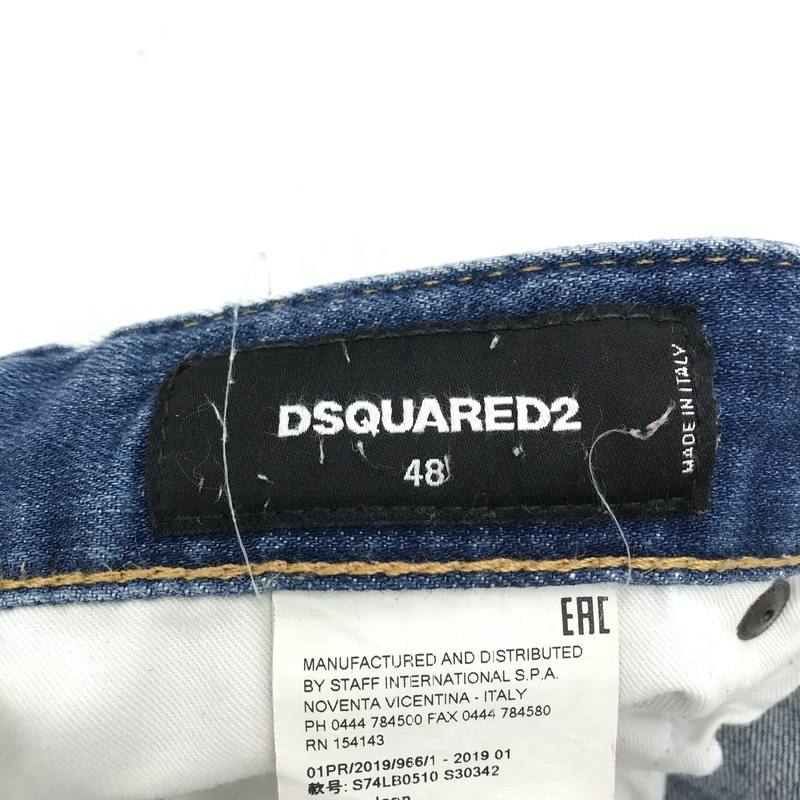 DSQUARED2
48
MADE IN ITALY
EAC
MANUFACTURED AND DISTRIBUTED
BY STAFF INTERNATIONAL S.P.A.
NOVENTA VICENTINA - ITALY
PH 0444 784500 FAX 0444 784580
RN 154143
01PR/2019/966/1 - 2019 01
款号: S74LB0510 S30342